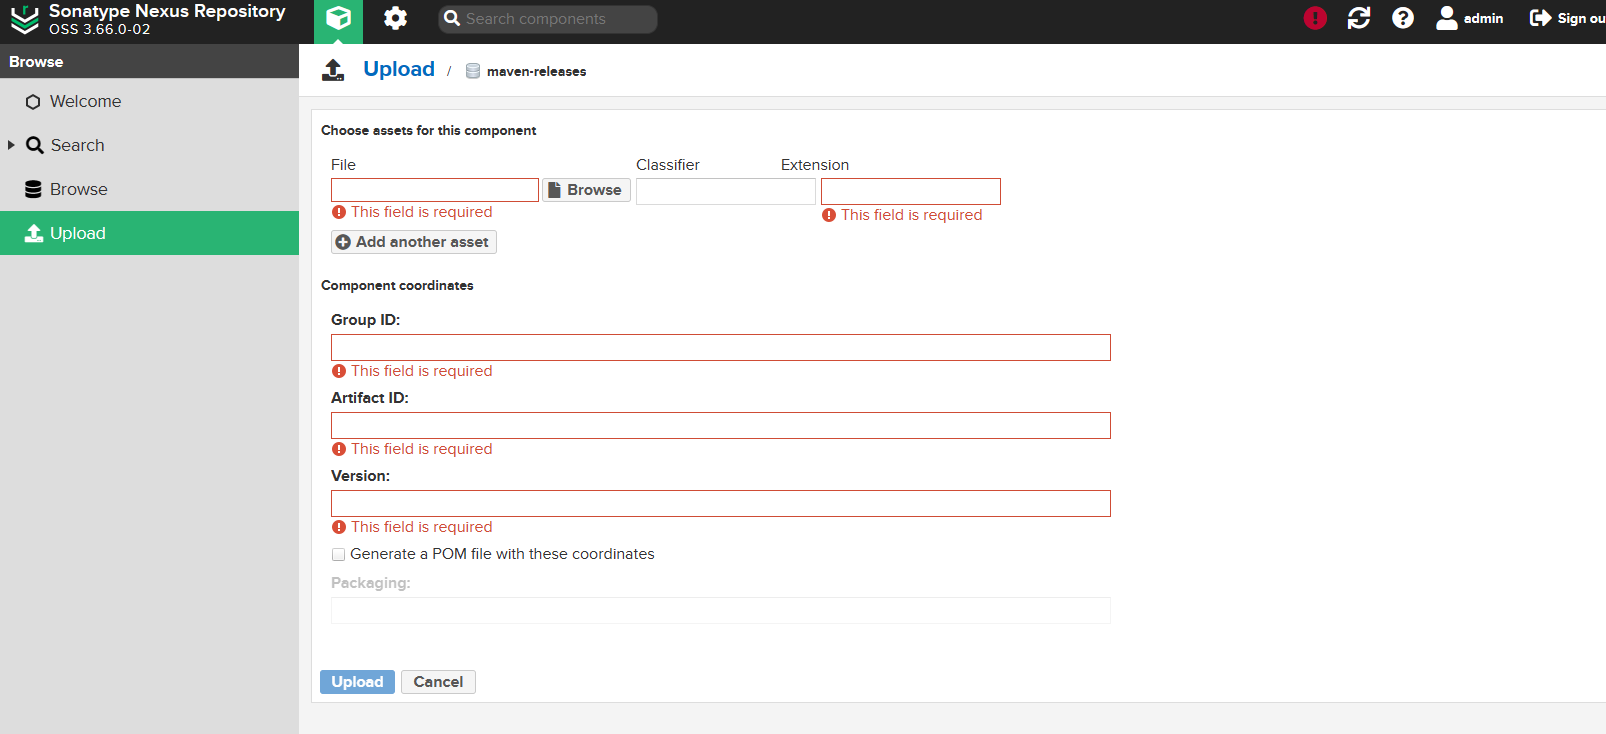 Sonatype Nexus Repository
OSS 3.66.0-02
Search components
admin
Sign ou
Browse
Welcome
Search
Browse
Upload
Upload / maven-releases
Choose assets for this component
File Classifier Extension
Browse
This field is required
This field is required
Add another asset
Component coordinates
Group ID:
This field is required
Artifact ID:
This field is required
Version:
This field is required
Generate a POM file with these coordinates
Packaging:
Upload Cancel